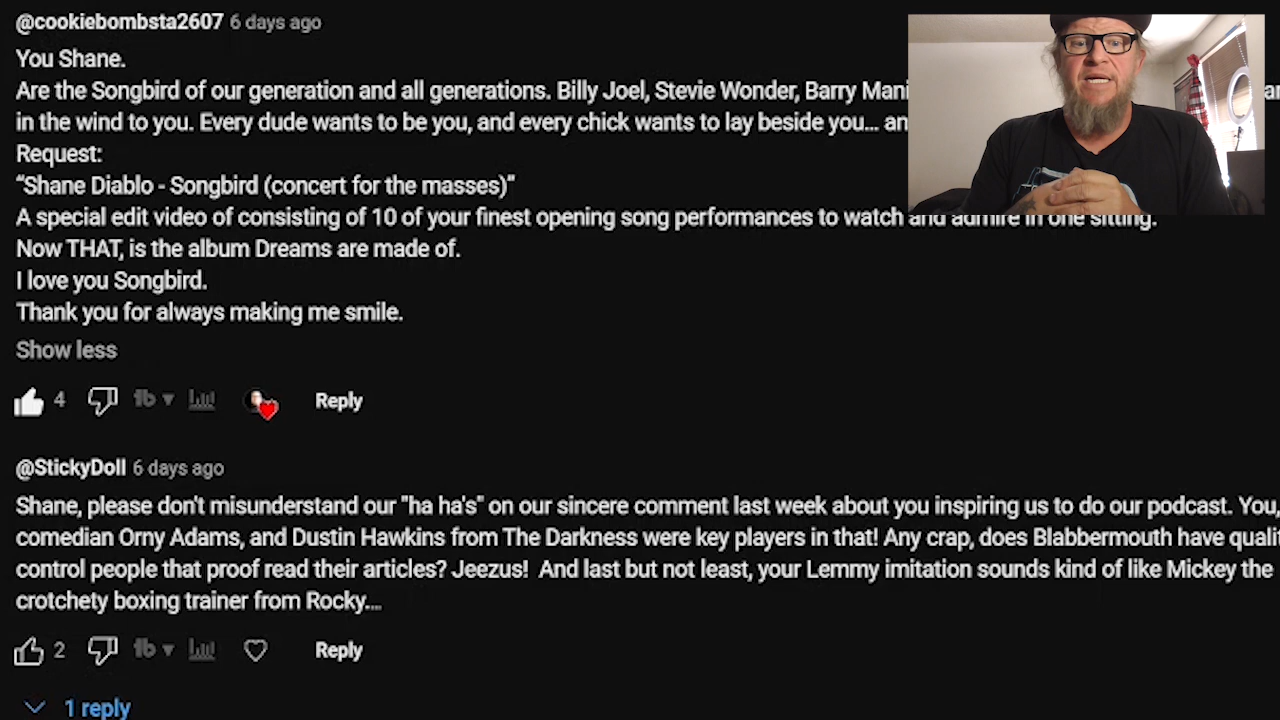 @cookiebombsta2607 6 days ago
You Shane.
Are the Songbird of our generation and all generations. Billy Joel, Stevie Wonder, Barry Mani
in the wind to you. Every dude wants to be you, and every chick wants to lay beside you… an
Request:
“Shane Diablo - Songbird (concert for the masses)”
A special edit video of consisting of 10 of your finest opening song performances to watch and admire in one sitting.
Now THAT, is the album Dreams are made of.
I love you Songbird.
Thank you for always making me smile.
Show less
4 Reply
@StickyDoll 6 days ago
Shane, please don't misunderstand our "ha ha's" on our sincere comment last week about you inspiring us to do our podcast. You,
comedian Orny Adams, and Dustin Hawkins from The Darkness were key players in that! Any crap, does Blabbermouth have qualit
control people that proof read their articles? Jeezus! And last but not least, your Lemmy imitation sounds kind of like Mickey the
crotchety boxing trainer from Rocky....
2 Reply
1 reply